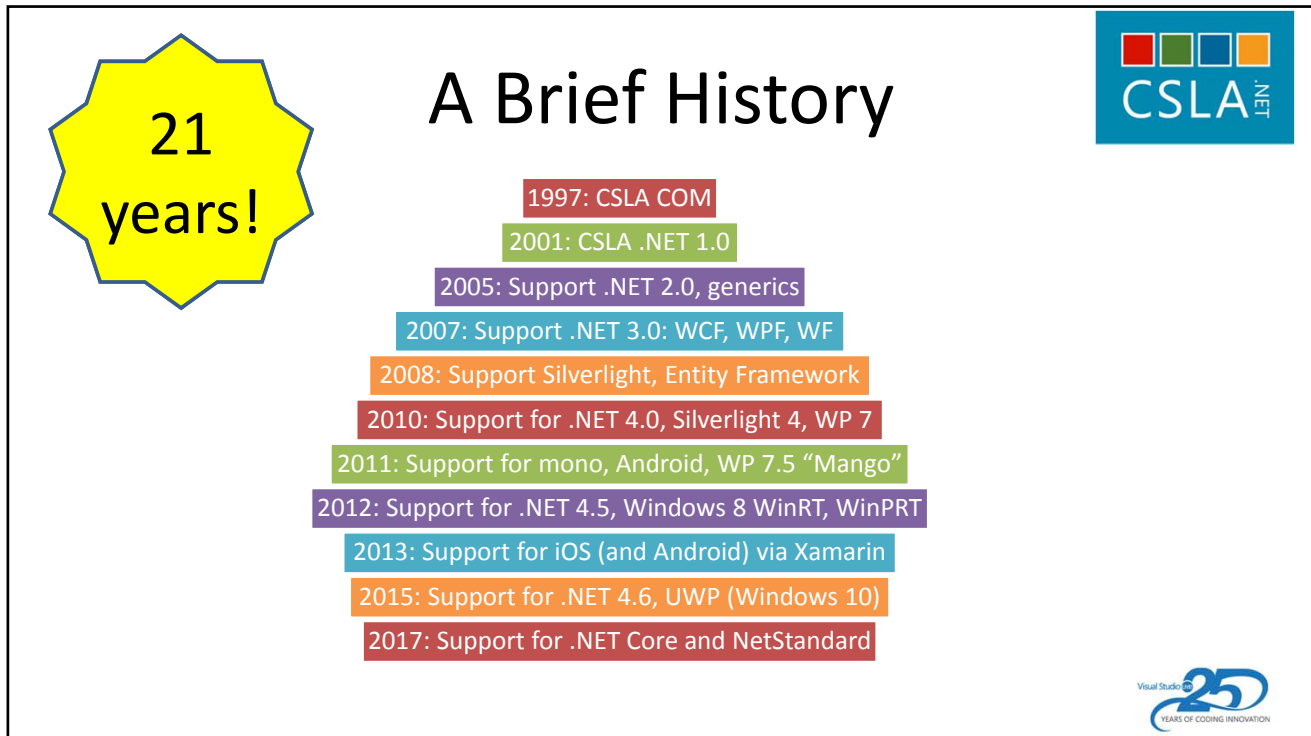 21
years!
A Brief History
CSLA .NET
1997: CSLA COM
2001: CSLA .NET 1.0
2005: Support .NET 2.0, generics
2007: Support .NET 3.0: WCF, WPF, WF
2008: Support Silverlight, Entity Framework
2010: Support for .NET 4.0, Silverlight 4, WP 7
2011: Support for mono, Android, WP 7.5 “Mango”
2012: Support for .NET 4.5, Windows 8 WinRT, WinPRT
2013: Support for iOS (and Android) via Xamarin
2015: Support for .NET 4.6, UWP (Windows 10)
2017: Support for .NET Core and NetStandard
Visual Studio LIVE! 25
YEARS OF CODING INNOVATION